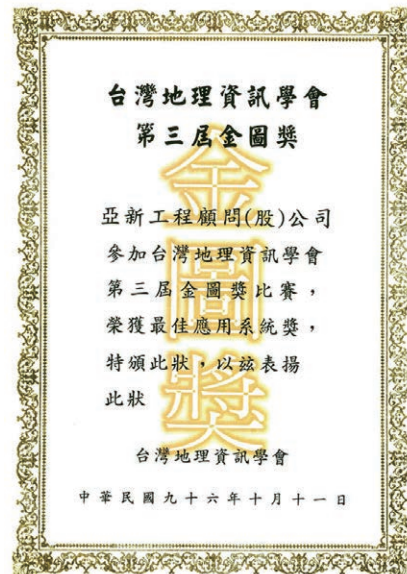 台灣地理資訊學會
第三屆金圖獎
金圖獎
亞新工程顧問(股)公司
參加台灣地理資訊學會
第三屆金圖獎比賽，
榮獲最佳應用系統獎，
特頒此狀，以茲表揚
此狀
台灣地理資訊學會
中華民國九十六年十月十一日